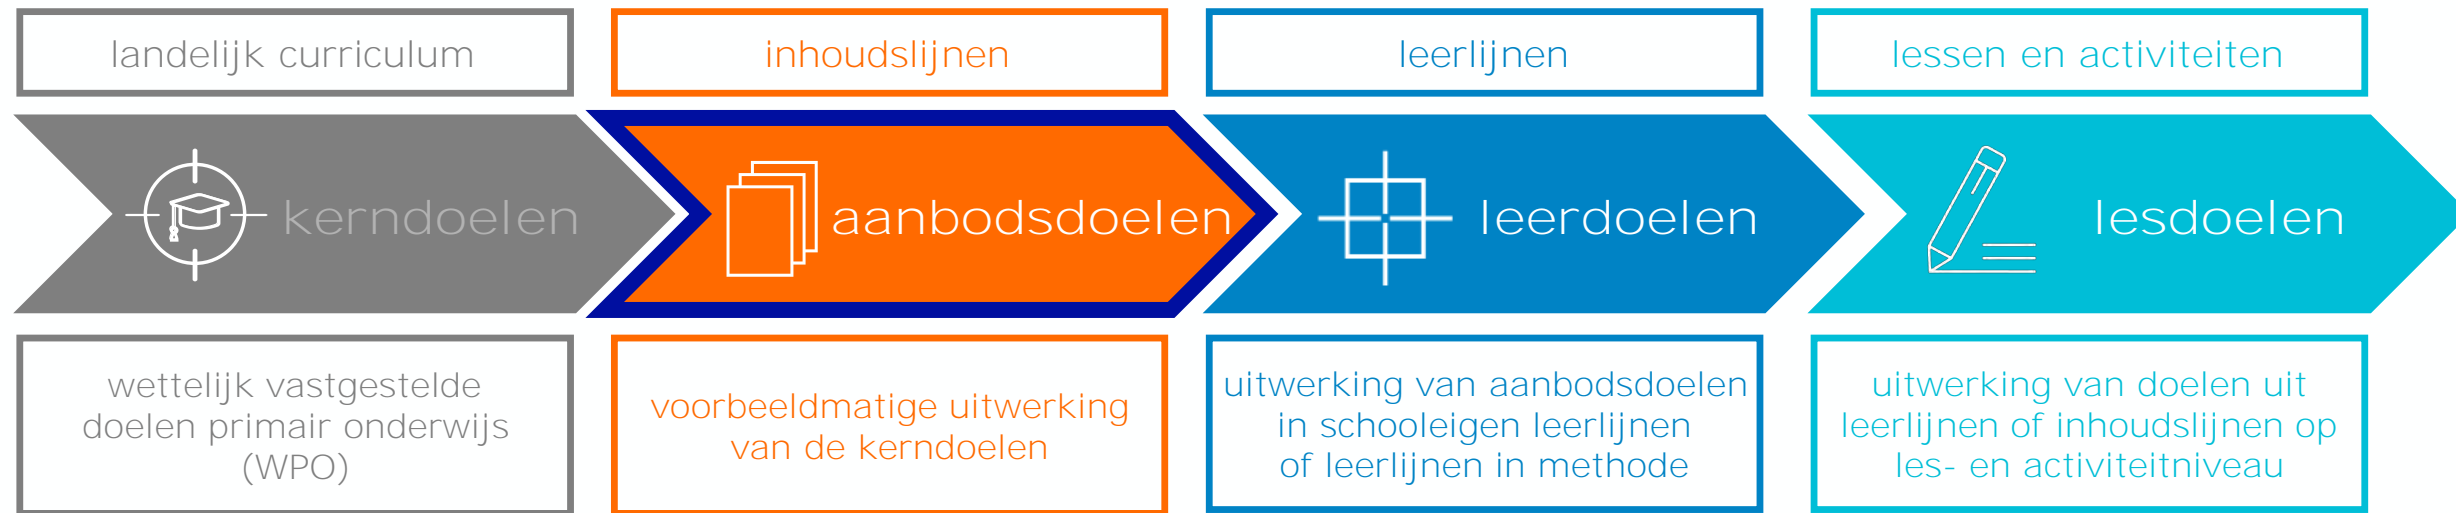 landelijk curriculum
inhoudslijnen
leerlijnen
lessen en activiteiten
kerndoelen
aanbodsdoelen
leerdoelen
lesdoelen
wettelijk vastgestelde
doelen primair onderwijs
(WPO)
voorbeeldmatige uitwerking
van de kerndoelen
uitwerking van aanbodsdoelen
in schooleigen leerlijnen
of leerlijnen in methode
uitwerking van doelen uit
leerlijnen of inhoudslijnen op
les- en activiteitniveau